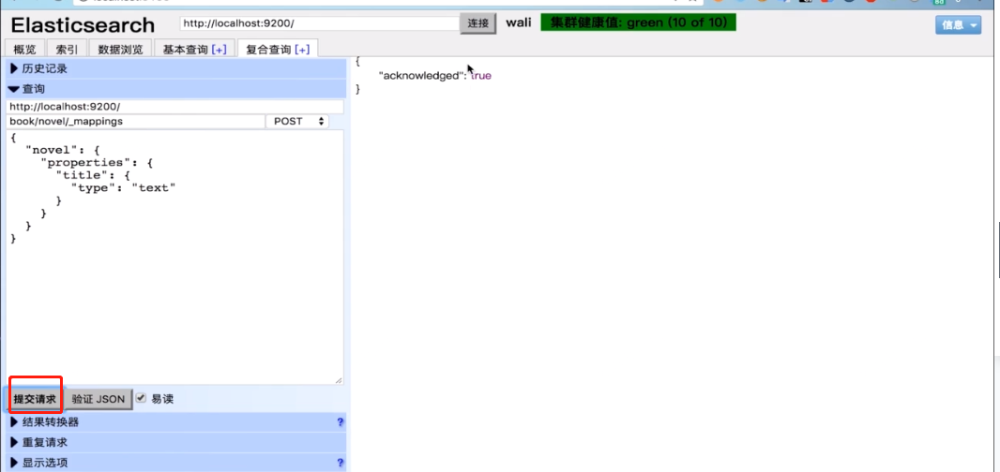 Elasticsearch
http://localhost:9200/
连接
wali
集群健康值: green (10 of 10)
信息
概览
索引
数据浏览
基本查询 [+]
复合查询 [+]
历史记录
查询
http://localhost:9200/
book/novel/_mappings
POST
{
"novel": {
"properties": {
"title": {
"type": "text"
}
}
}
}
提交请求
验证 JSON
易读
结果转换器
?
重复请求
显示选项
?
{
"acknowledged": true
}